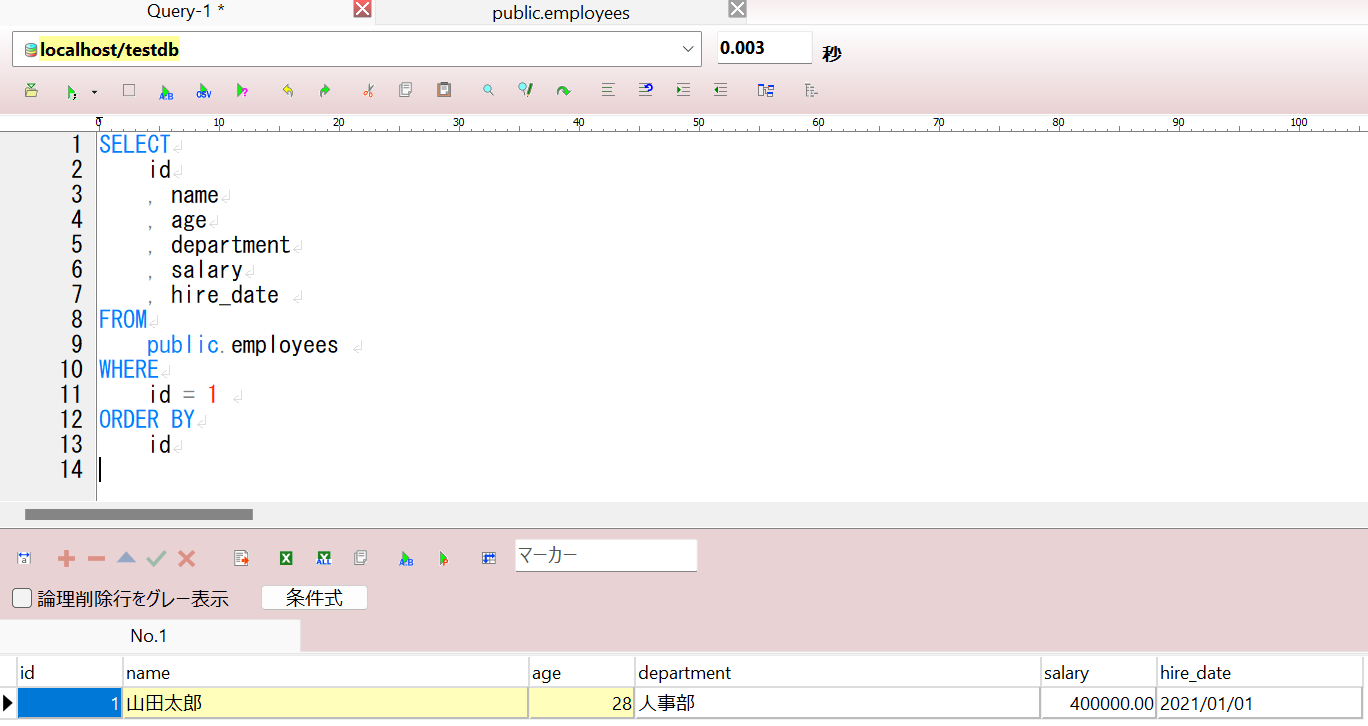 Query-1 *
public.employees
localhost/testdb
0.003 秒
A:B CSV
0 10 20 30 40 50 60 70 80 90 100
1 SELECT
2 id
3 , name
4 , age
5 , department
6 , salary
7 , hire_date
8 FROM
9 public.employees
10 WHERE
11 id = 1
12 ORDER BY
13 id
14
a ALL A:B マーカー
論理削除行をグレー表示 条件式
No.1
id name age department salary hire_date
1 山田太郎 28 人事部 400000.00 2021/01/01